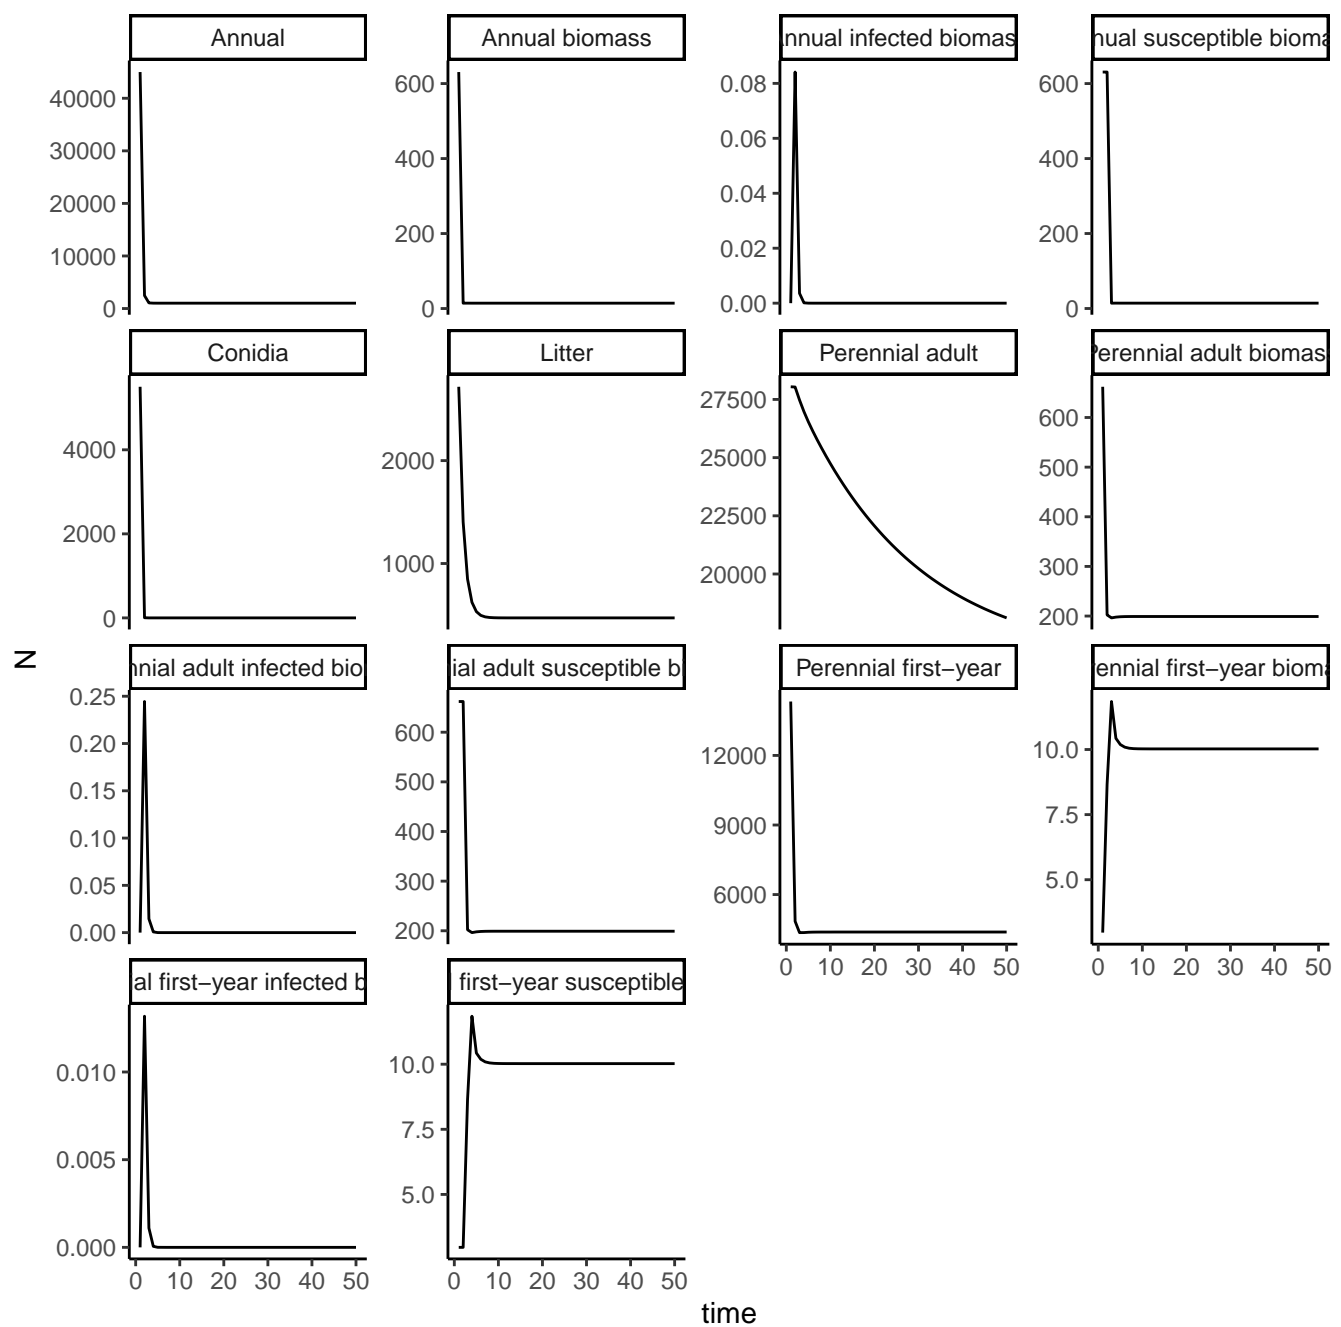 Annual
Annual biomass
nnual infected biomas
nual susceptible bioma
40000
30000
20000
10000
0
600
400
200
0
0.08
0.06
0.04
0.02
0.00
600
400
200
0
Conidia
Litter
Perennial adult
Perennial adult biomas
4000
2000
0
2000
1000
27500
25000
22500
20000
600
500
400
300
200
nnial adult infected bio
ial adult susceptible b
Perennial first–year
ennial first–year bioma
0.25
0.20
0.15
0.10
0.05
0.00
600
500
400
300
200
12000
9000
6000
10.0
7.5
5.0
0 10 20 30 40 50
0 10 20 30 40 50
al first–year infected b
first–year susceptible
0.010
0.005
0.000
10.0
7.5
5.0
0 10 20 30 40 50
0 10 20 30 40 50
N
time